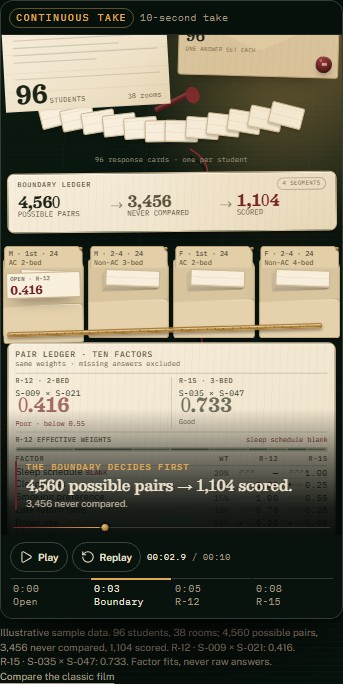 CONTINUOUS TAKE 10-second take
96 STUDENTS 38 rooms
96
ONE ANSWER SET EACH
96 response cards · one per student
BOUNDARY LEDGER
4 SEGMENTS
4,560 → 3,456 → 1,104
POSSIBLE PAIRS NEVER COMPARED SCORED
M · 1st · 24
AC 2-bed
M · 2-4 · 24
Non-AC 3-bed
F · 1st · 24
AC 2-bed
F · 2-4 · 24
Non-AC 4-bed
OPEN · R-12
0.416
PAIR LEDGER · TEN FACTORS
same weights · missing answers excluded
R-12 · 2-BED
S-009 × S-021
0.416
Poor · below 0.55
R-15 · 3-BED
S-035 × S-047
0.733
Good
R-12 EFFECTIVE WEIGHTS sleep schedule blank
FACTOR WT R-12 R-15
Sleep schedule blank 20% — 1.00
THE BOUNDARY DECIDES FIRST
4,560 possible pairs → 1,104 scored.
3,456 never compared.
Play Replay 00:02.9 / 00:10
0:00 0:03 0:05 0:08
Open Boundary R-12 R-15
Illustrative sample data. 96 students, 38 rooms; 4,560 possible pairs,
3,456 never compared, 1,104 scored. R-12 · S-009 × S-021: 0.416.
R-15 · S-035 × S-047: 0.733. Factor fits, never raw answers.
Compare the classic film